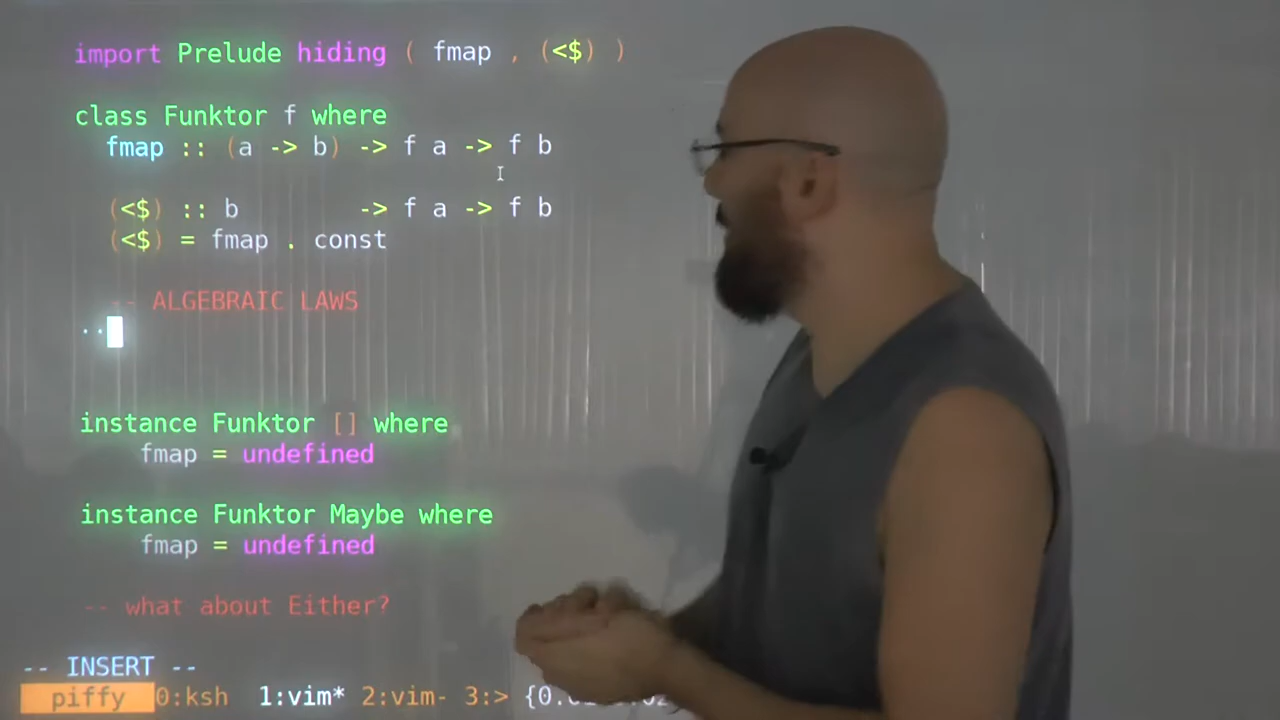 import Prelude hiding ( fmap , (<$) )
class Funktor f where
fmap :: (a -> b) -> f a -> f b
(<$) :: b -> f a -> f b
(<$) = fmap . const
-- ALGEBRAIC LAWS
instance Funktor [] where
fmap = undefined
instance Funktor Maybe where
fmap = undefined
-- what about Either?
-- INSERT --
piffy 0:ksh 1:vim* 2:vim- 3:>